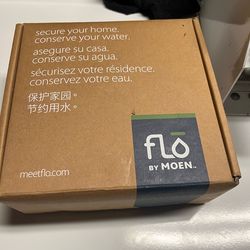 secure your home.
conserve your water.
asegure su casa.
conserve su agua.
sécurisez votre résidence.
conservez votre eau.
保护家园。
节约用水。
meetflo.com
flō
BY MOEN.